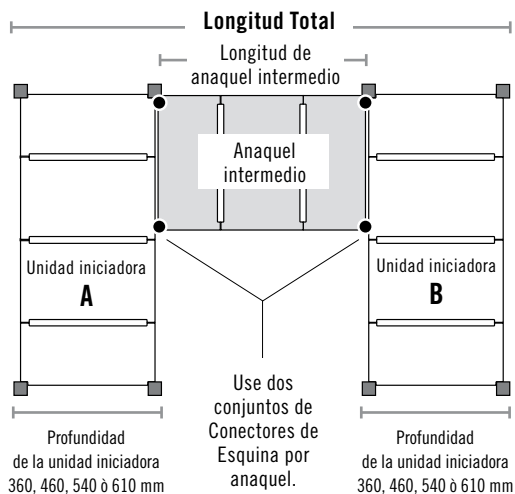 Longitud Total
Longitud de
anaquel intermedio
Anaquel
intermedio
Unidad iniciadora
A
Unidad iniciadora
B
Use dos
conjuntos de
Conectores de
Esquina por
anaquel.
Profundidad
de la unidad iniciadora
360, 460, 540 ò 610 mm
Profundidad
de la unidad iniciadora
360, 460, 540 ò 610 mm